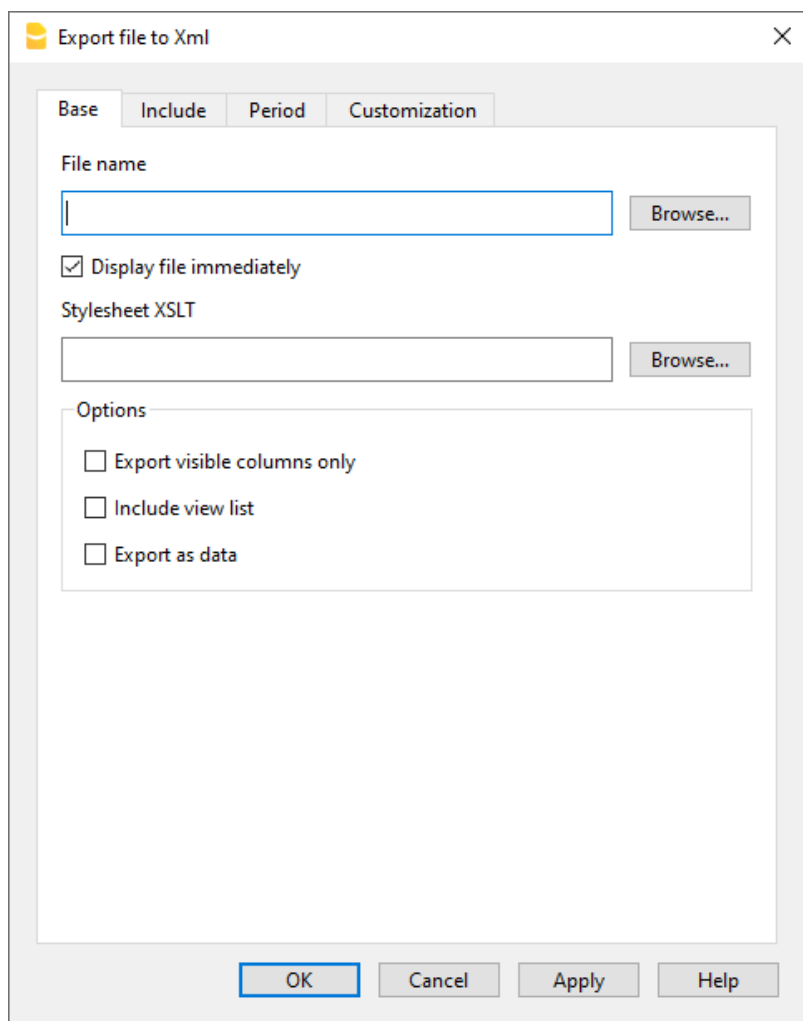 Export file to Xml
Base Include Period Customization
File name
Browse...
Display file immediately
Stylesheet XSLT
Browse...
Options
Export visible columns only
Include view list
Export as data
OK Cancel Apply Help